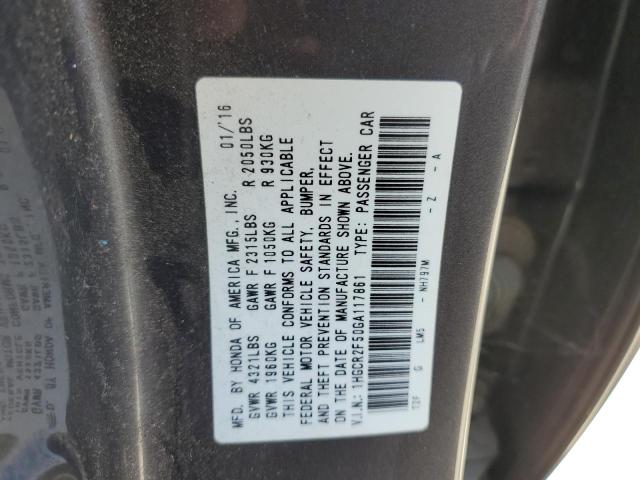 MFD. BY HONDA OF AMERICA MFG., INC. 01/'16
GVWR 4321LBS GAWR F 2315LBS R 2050LBS
GVWR 1960KG GAWR F 1050KG R 930KG
THIS VEHICLE CONFORMS TO ALL APPLICABLE
FEDERAL MOTOR VEHICLE SAFETY, BUMPER,
AND THEFT PREVENTION STANDARDS IN EFFECT
ON THE DATE OF MANUFACTURE SHOWN ABOVE.
V.I.N.: 1HGCR2F50GA117861 TYPE: PASSENGER CAR
T2F G LM5 - NH797M - Z - A